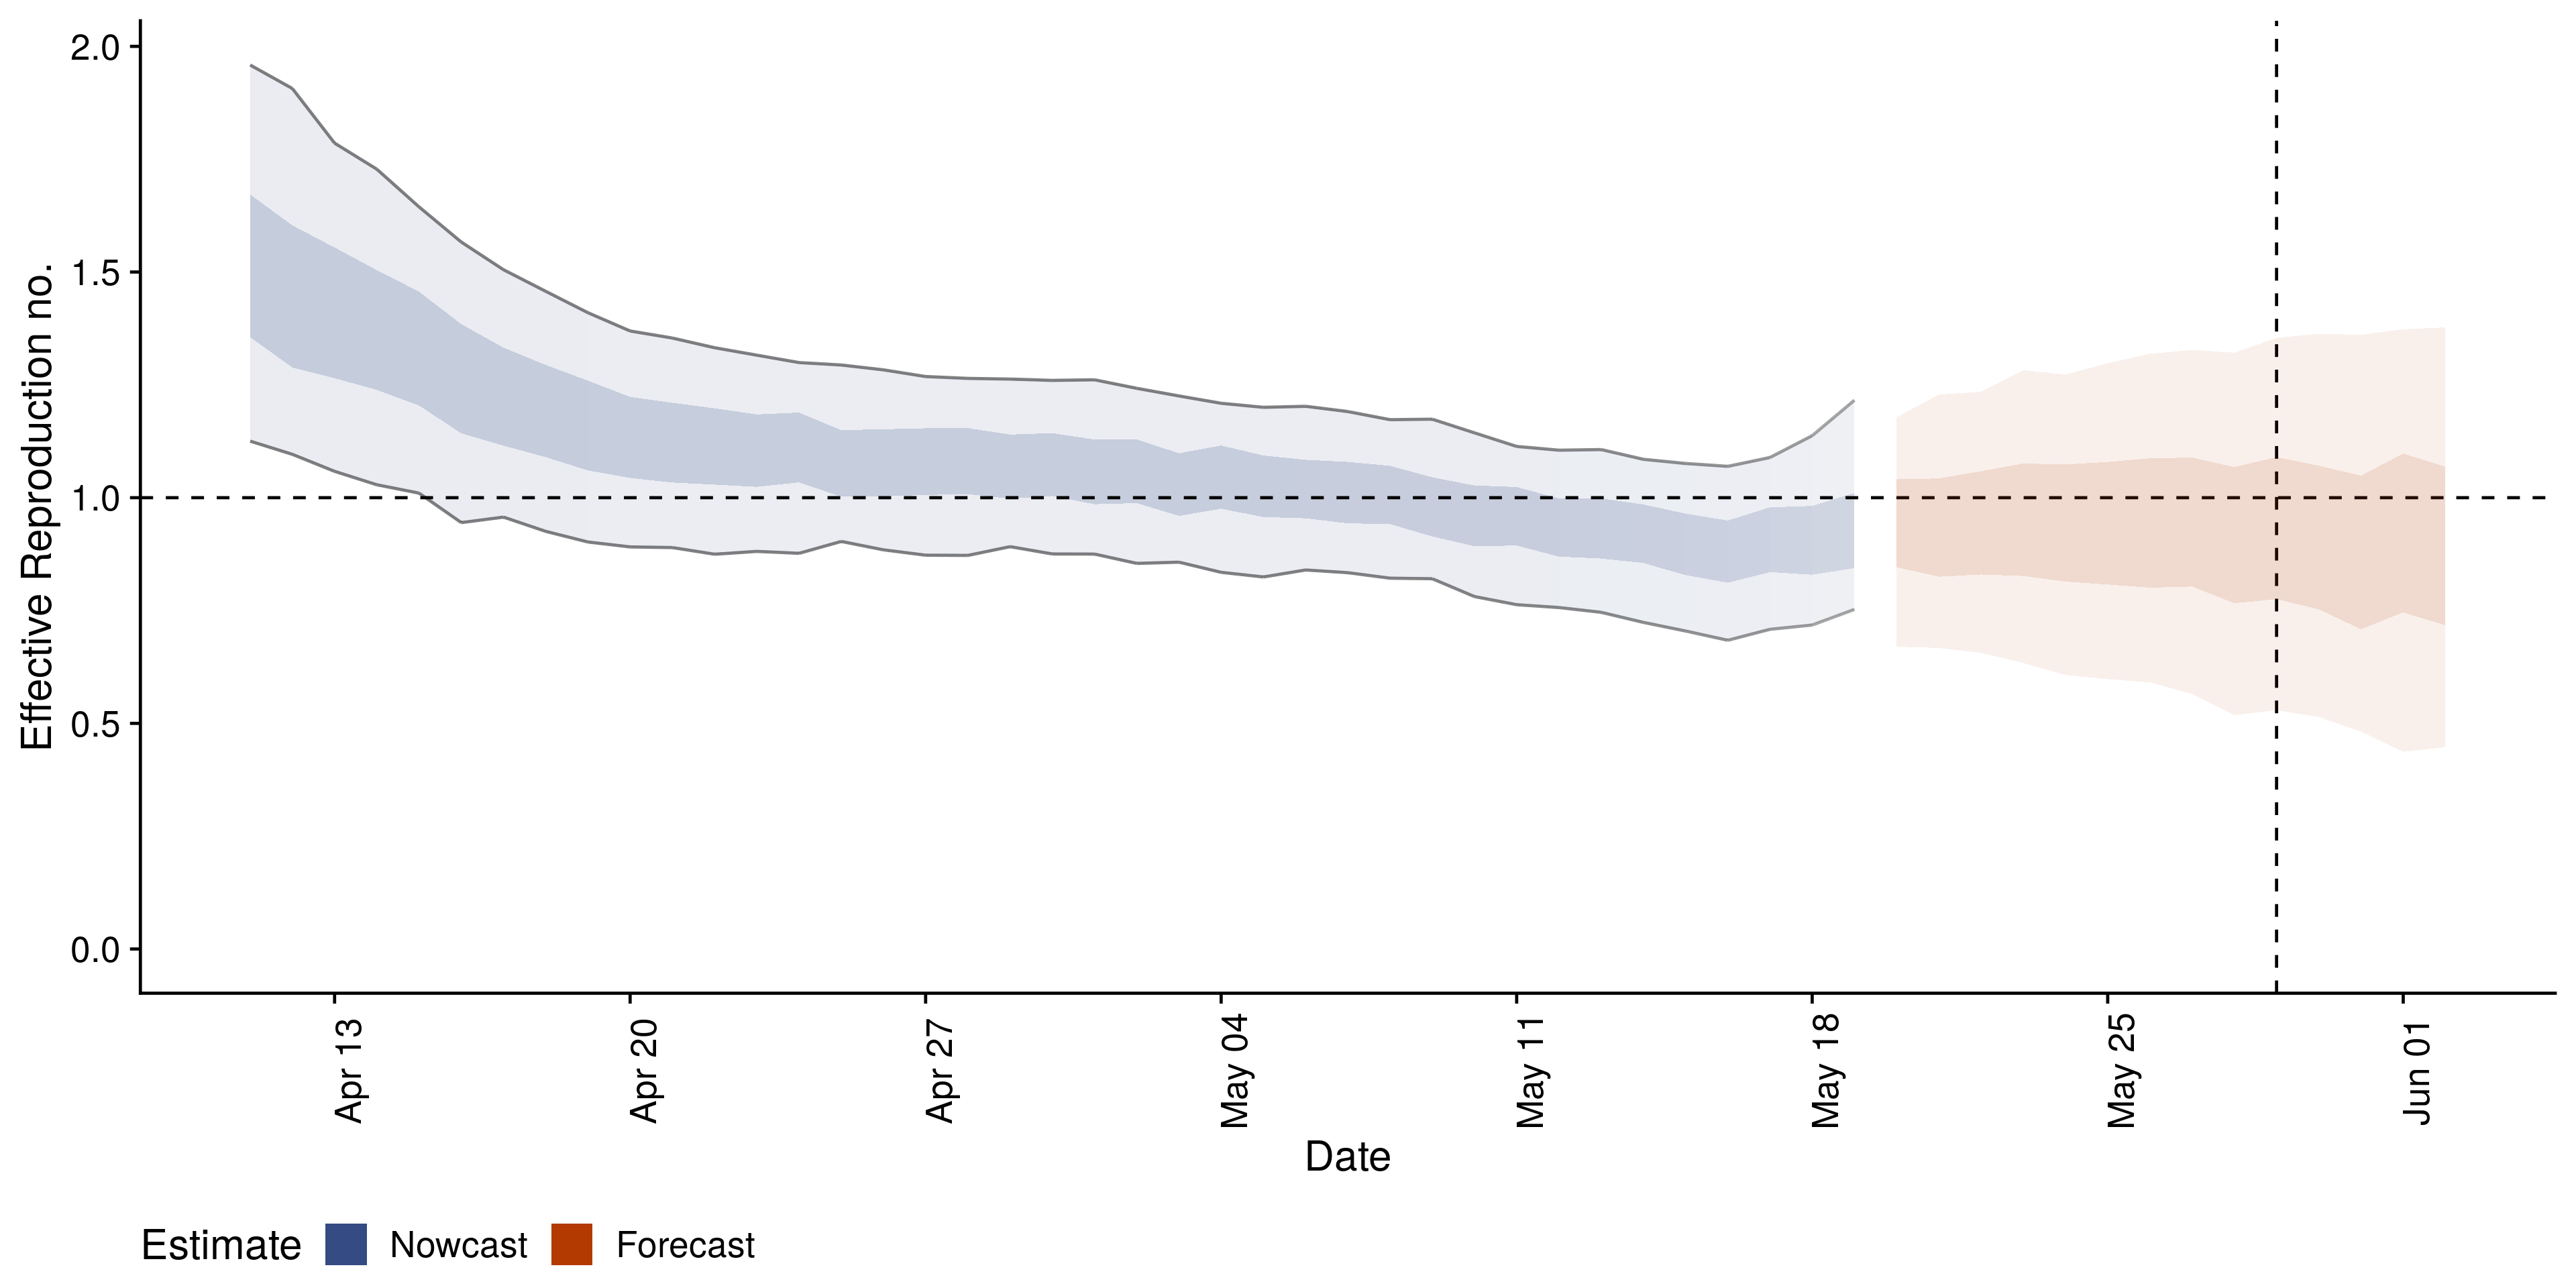 Effective Reproduction no.
2.0
1.5
1.0
0.5
0.0
Apr 13
Apr 20
Apr 27
May 04
May 11
May 18
May 25
Jun 01
Date
Estimate Nowcast Forecast